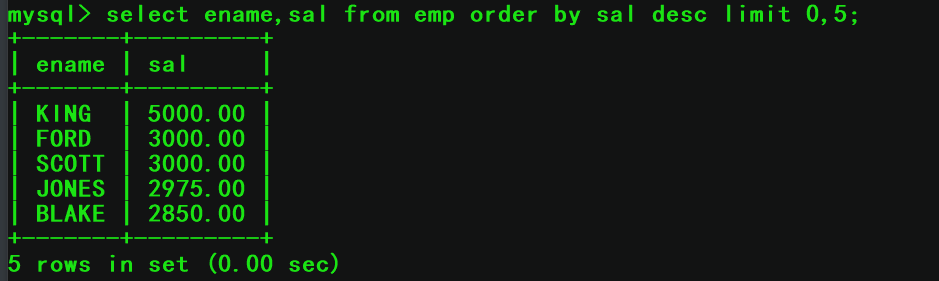 mysql> select ename,sal from emp order by sal desc limit 0,5;
+-------+---------+
| ename | sal     |
+-------+---------+
| KING  | 5000.00 |
| FORD  | 3000.00 |
| SCOTT | 3000.00 |
| JONES | 2975.00 |
| BLAKE | 2850.00 |
+-------+---------+
5 rows in set (0.00 sec)